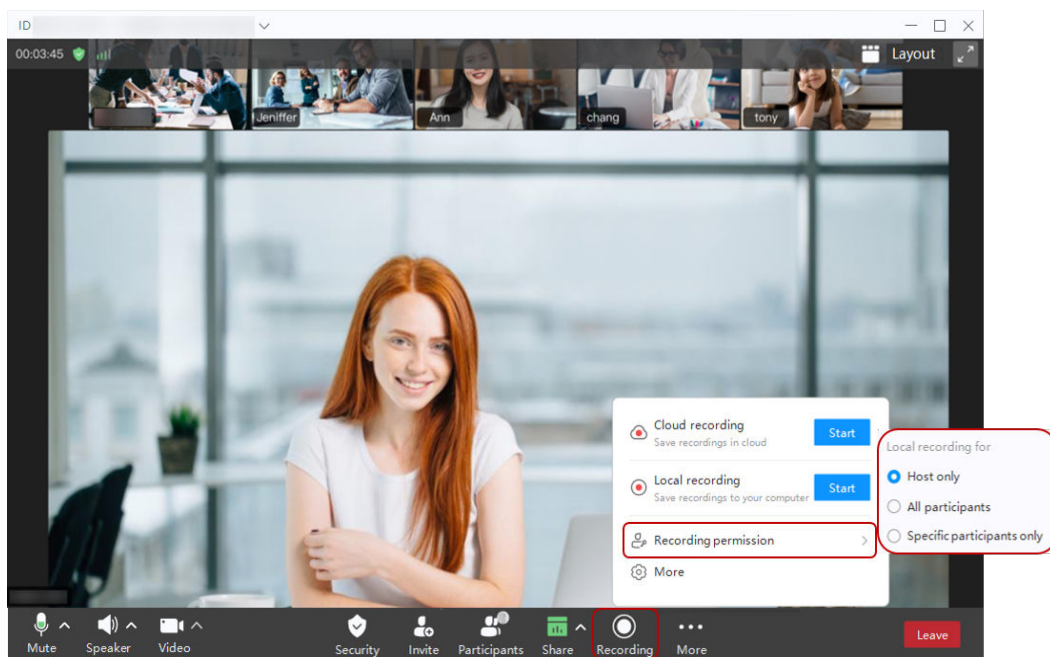 ID
00:03:45
Layout
Jeniffer
Ann
chang
tony
Cloud recording
Save recordings in cloud
Start
Local recording
Save recordings to your computer
Start
Recording permission
More
Local recording for
Host only
All participants
Specific participants only
Mute
Speaker
Video
Security
Invite
Participants
Share
Recording
More
Leave